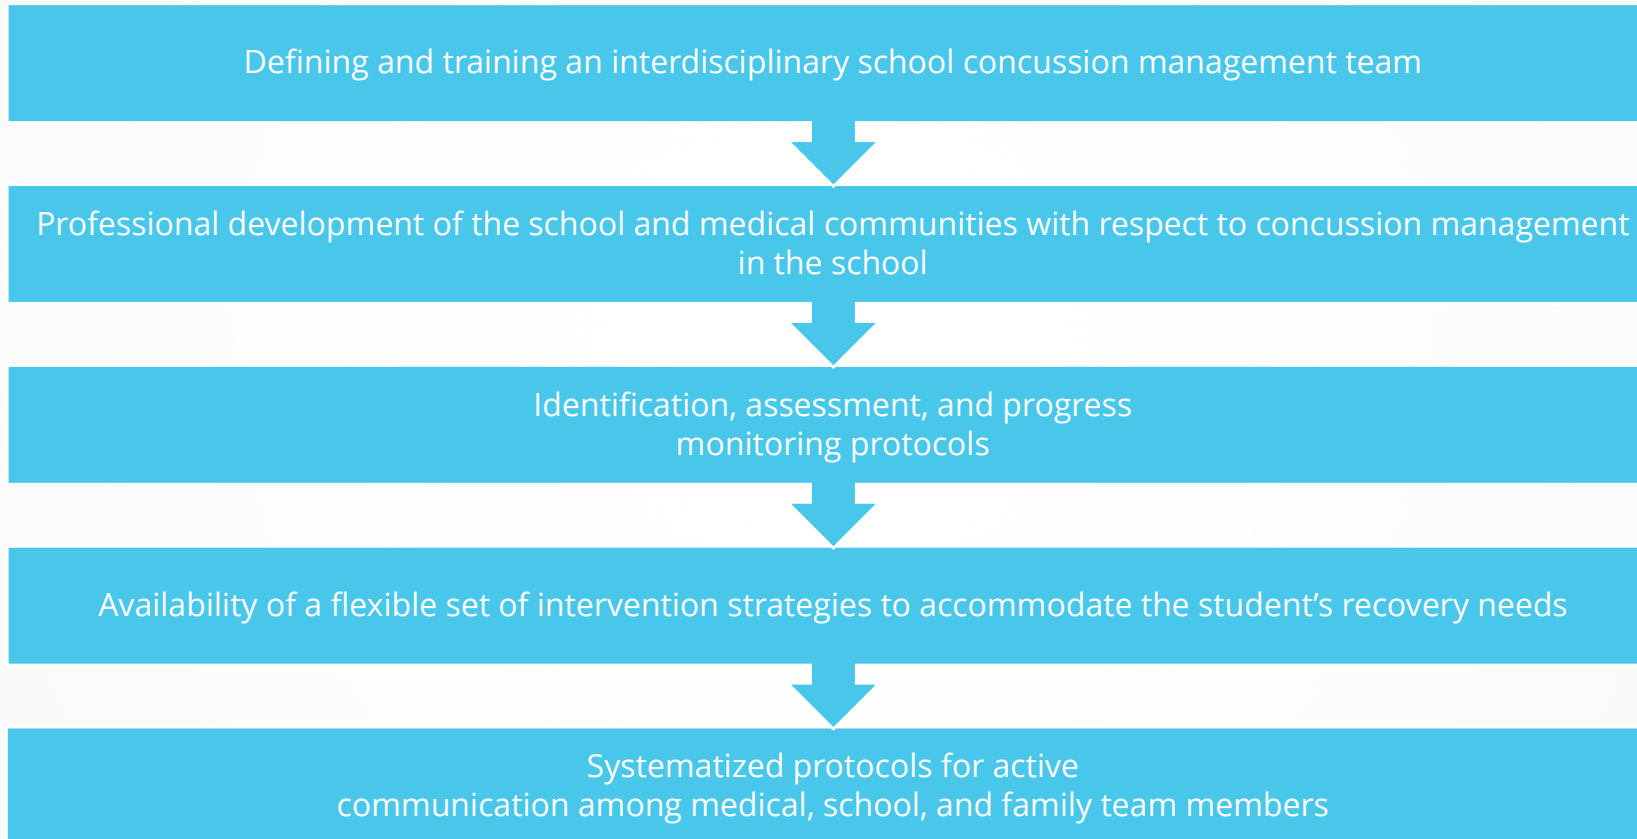 Defining and training an interdisciplinary school concussion management team
Professional development of the school and medical communities with respect to concussion management
in the school
Identification, assessment, and progress
monitoring protocols
Availability of a flexible set of intervention strategies to accommodate the student’s recovery needs
Systematized protocols for active
communication among medical, school, and family team members